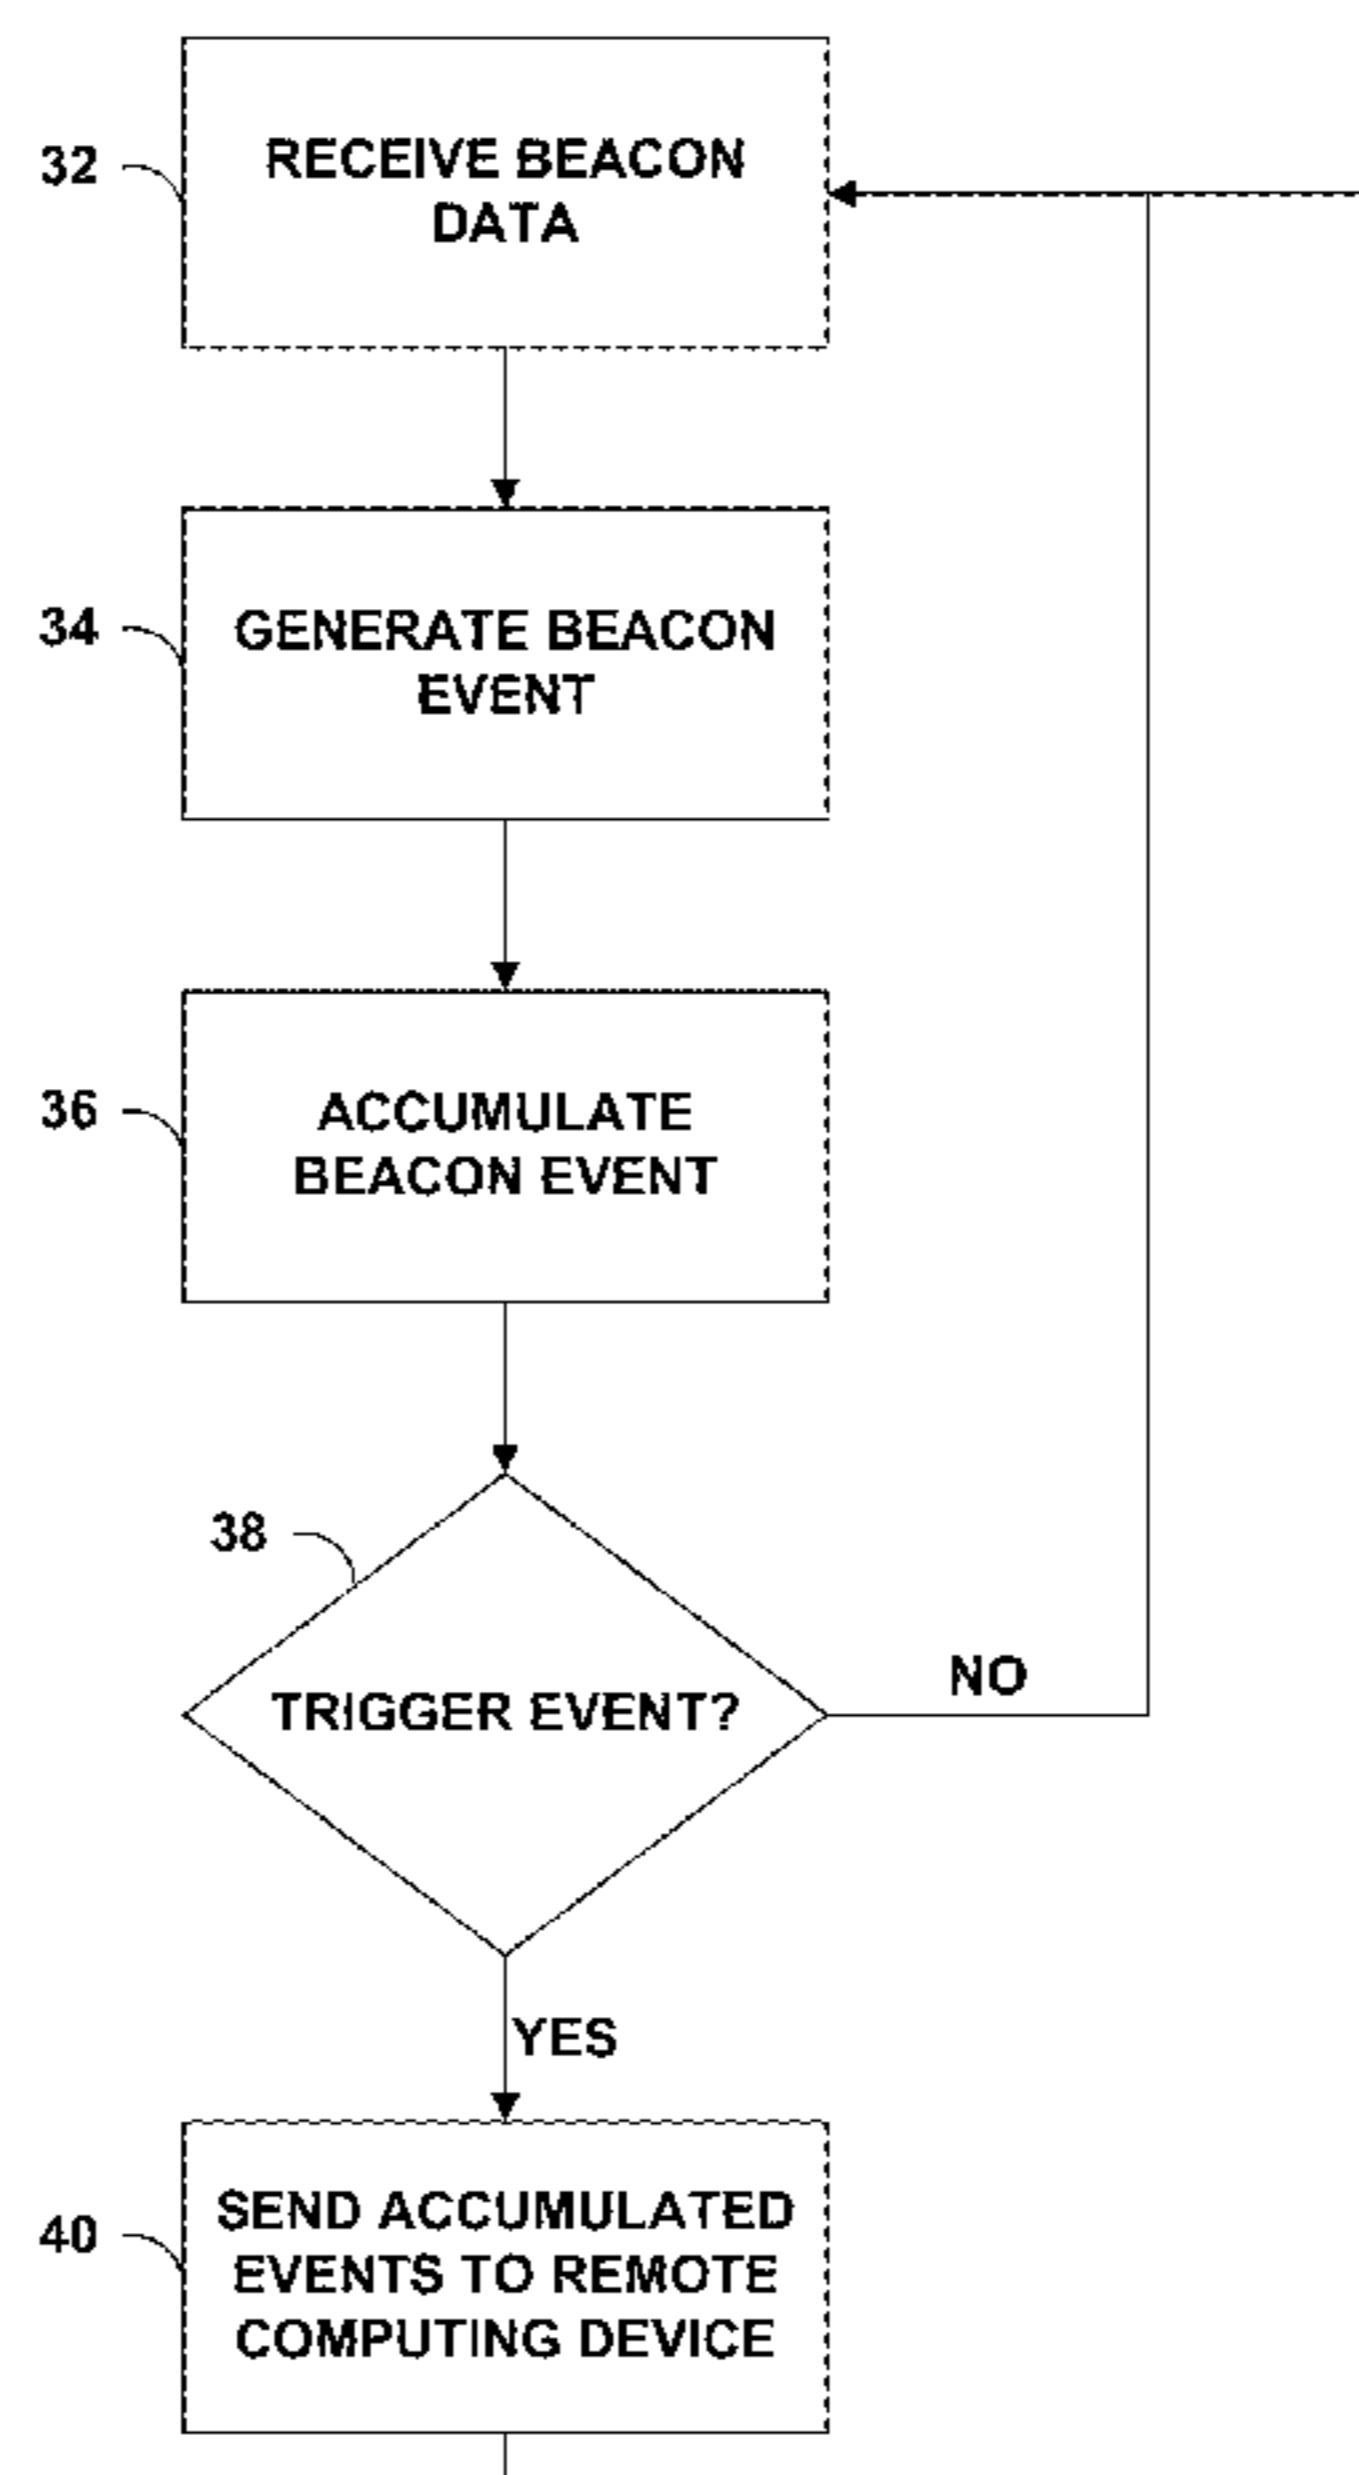 32
RECEIVE BEACON
DATA
34
GENERATE BEACON
EVENT
36
ACCUMULATE
BEACON EVENT
38
TRIGGER EVENT?
NO
YES
40
SEND ACCUMULATED
EVENTS TO REMOTE
COMPUTING DEVICE